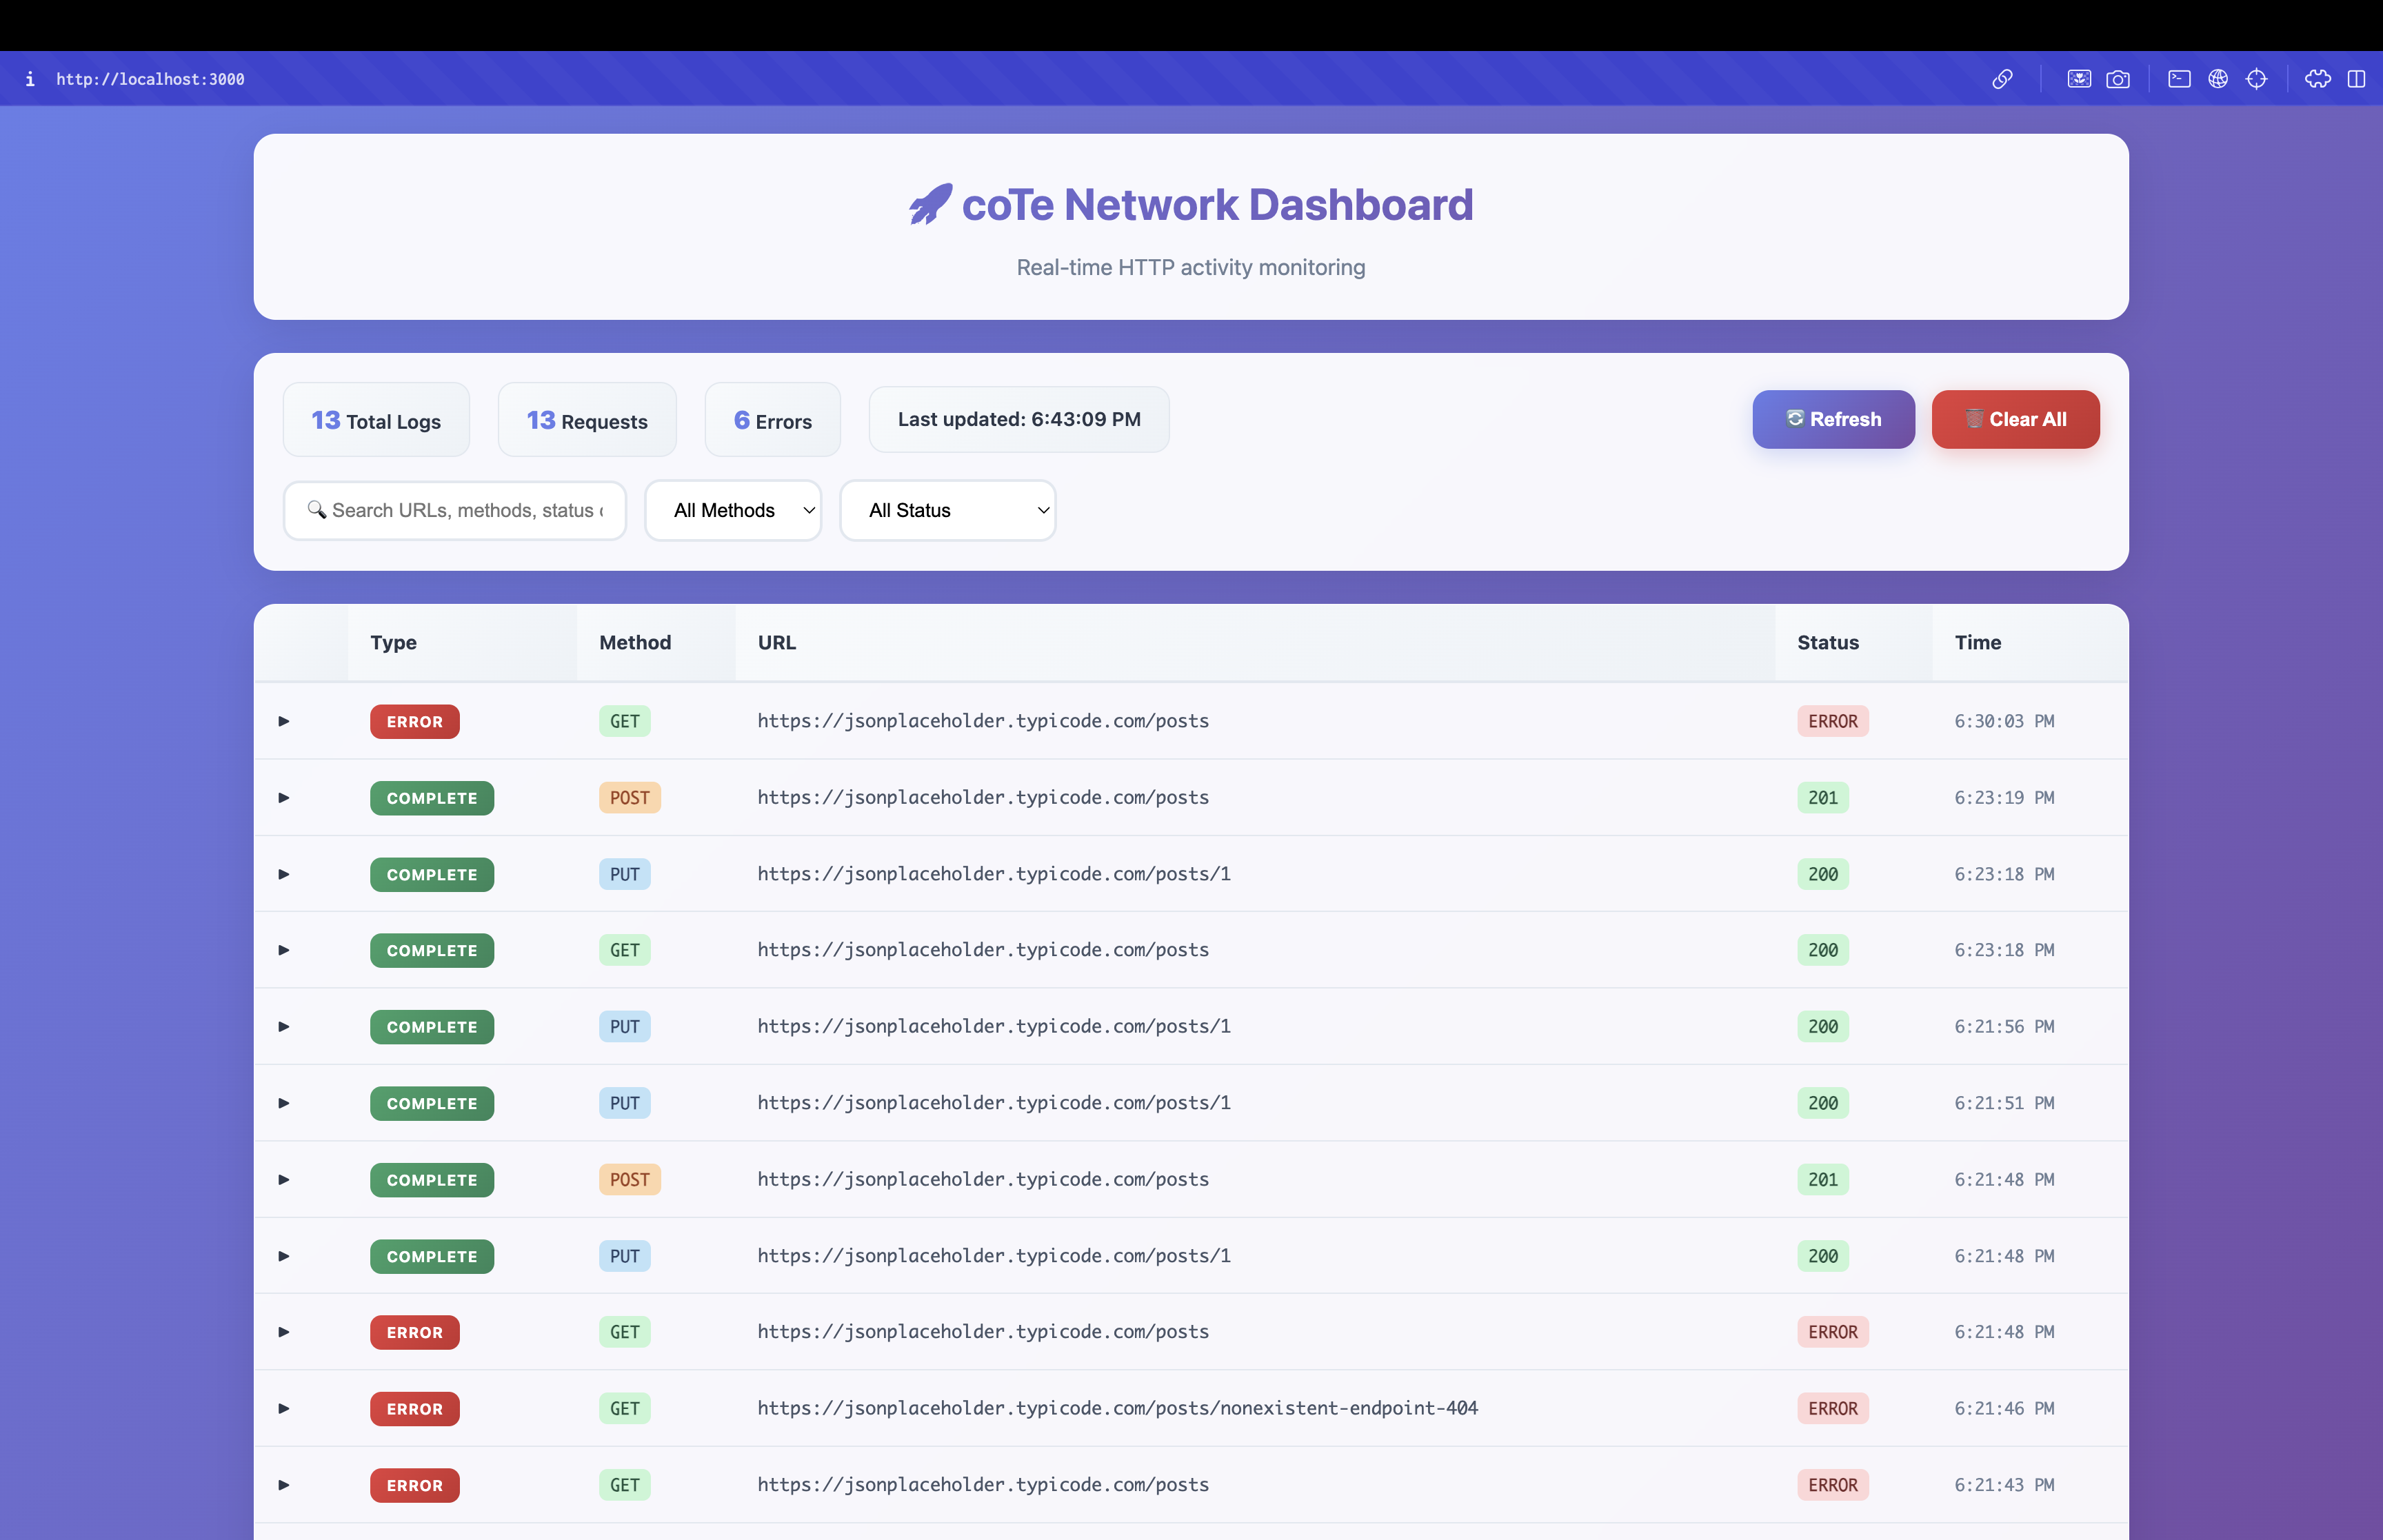 http://localhost:3000
🚀 coTe Network Dashboard
Real-time HTTP activity monitoring
13 Total Logs 13 Requests 6 Errors Last updated: 6:43:09 PM 🔄 Refresh 🗑️ Clear All
🔍 Search URLs, methods, status All Methods All Status
Type Method URL Status Time
▶ ERROR GET https://jsonplaceholder.typicode.com/posts ERROR 6:30:03 PM
▶ COMPLETE POST https://jsonplaceholder.typicode.com/posts 201 6:23:19 PM
▶ COMPLETE PUT https://jsonplaceholder.typicode.com/posts/1 200 6:23:18 PM
▶ COMPLETE GET https://jsonplaceholder.typicode.com/posts 200 6:23:18 PM
▶ COMPLETE PUT https://jsonplaceholder.typicode.com/posts/1 200 6:21:56 PM
▶ COMPLETE PUT https://jsonplaceholder.typicode.com/posts/1 200 6:21:51 PM
▶ COMPLETE POST https://jsonplaceholder.typicode.com/posts 201 6:21:48 PM
▶ COMPLETE PUT https://jsonplaceholder.typicode.com/posts/1 200 6:21:48 PM
▶ ERROR GET https://jsonplaceholder.typicode.com/posts ERROR 6:21:48 PM
▶ ERROR GET https://jsonplaceholder.typicode.com/posts/nonexistent-endpoint-404 ERROR 6:21:46 PM
▶ ERROR GET https://jsonplaceholder.typicode.com/posts ERROR 6:21:43 PM